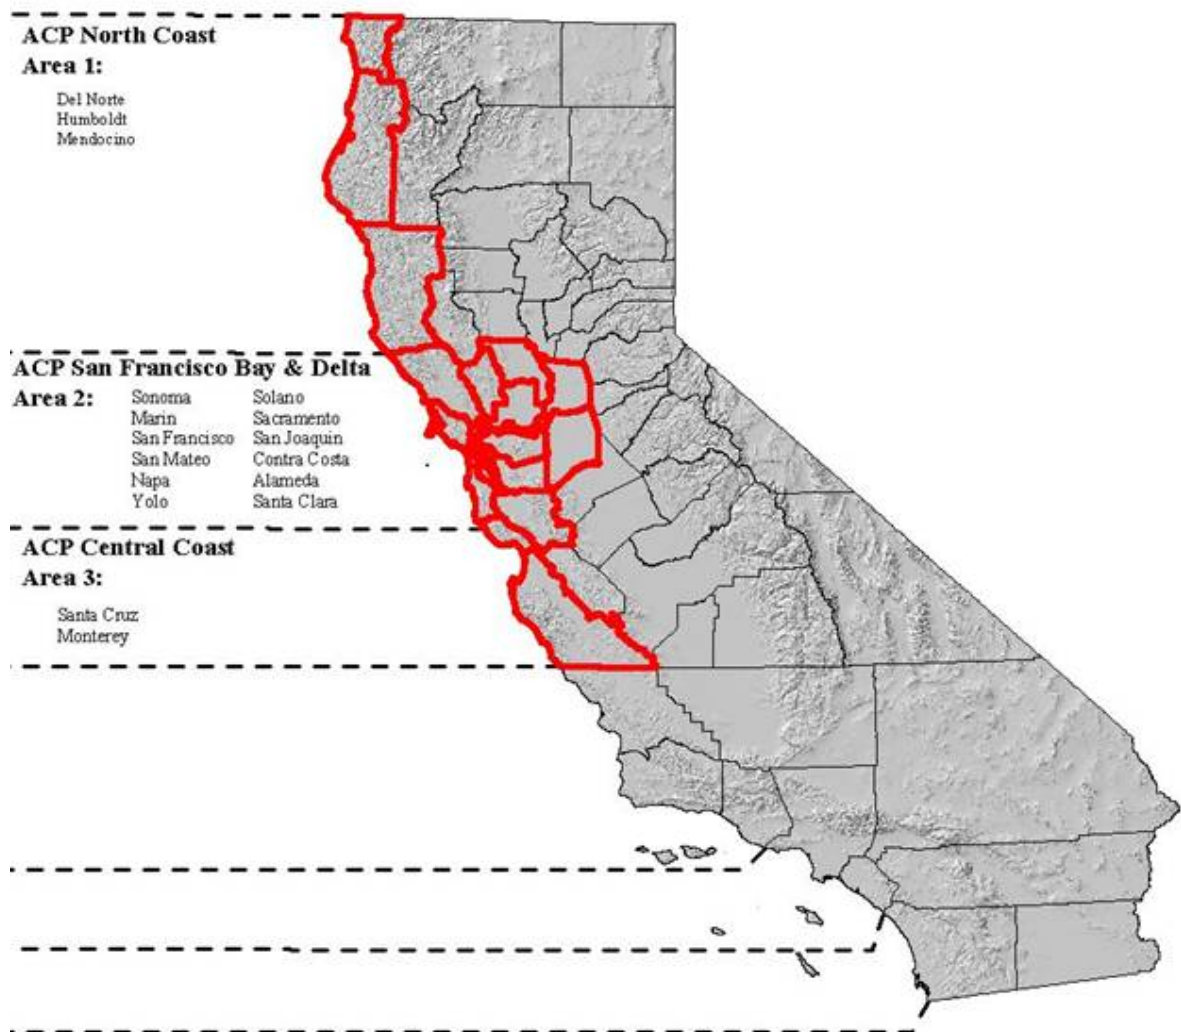 ACP North Coast
Area 1:
Del Norte
Humboldt
Mendocino
ACP San Francisco Bay & Delta
Area 2:
Sonoma Solano
Marin Sacramento
San Francisco San Joaquin
San Mateo Contra Costa
Napa Alameda
Yolo Santa Clara
ACP Central Coast
Area 3:
Santa Cruz
Monterey